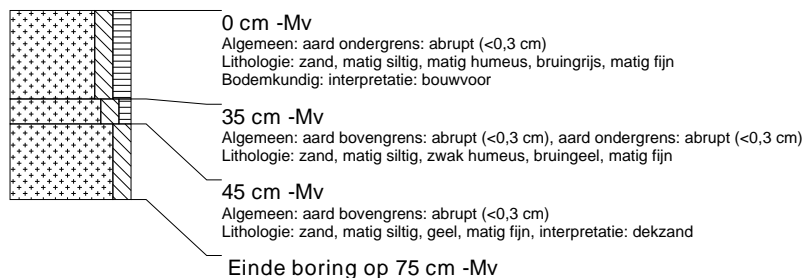 0 cm -Mv
Algemeen: aard ondergrens: abrupt (<0,3 cm)
Lithologie: zand, matig siltig, matig humeus, bruingrijs, matig fijn
Bodemkundig: interpretatie: bouwvoor
35 cm -Mv
Algemeen: aard bovengrens: abrupt (<0,3 cm), aard ondergrens: abrupt (<0,3 cm)
Lithologie: zand, matig siltig, zwak humeus, bruingeel, matig fijn
45 cm -Mv
Algemeen: aard bovengrens: abrupt (<0,3 cm)
Lithologie: zand, matig siltig, geel, matig fijn, interpretatie: dekzand
Einde boring op 75 cm -Mv